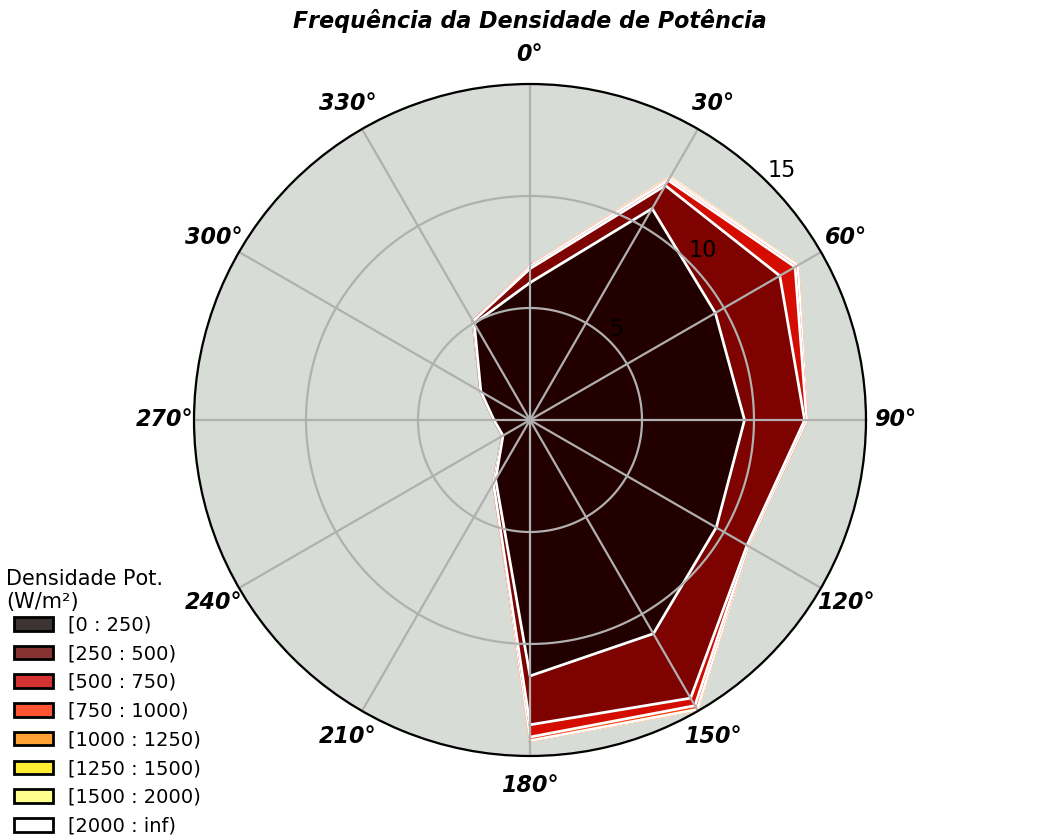 Frequência da Densidade de Potência
0°
330°
30°
15
300°
60°
10
5
270°
90°
240°
120°
210°
150°
180°
Densidade Pot.
(W/m²)
[0 : 250)
[250 : 500)
[500 : 750)
[750 : 1000)
[1000 : 1250)
[1250 : 1500)
[1500 : 2000)
[2000 : inf)